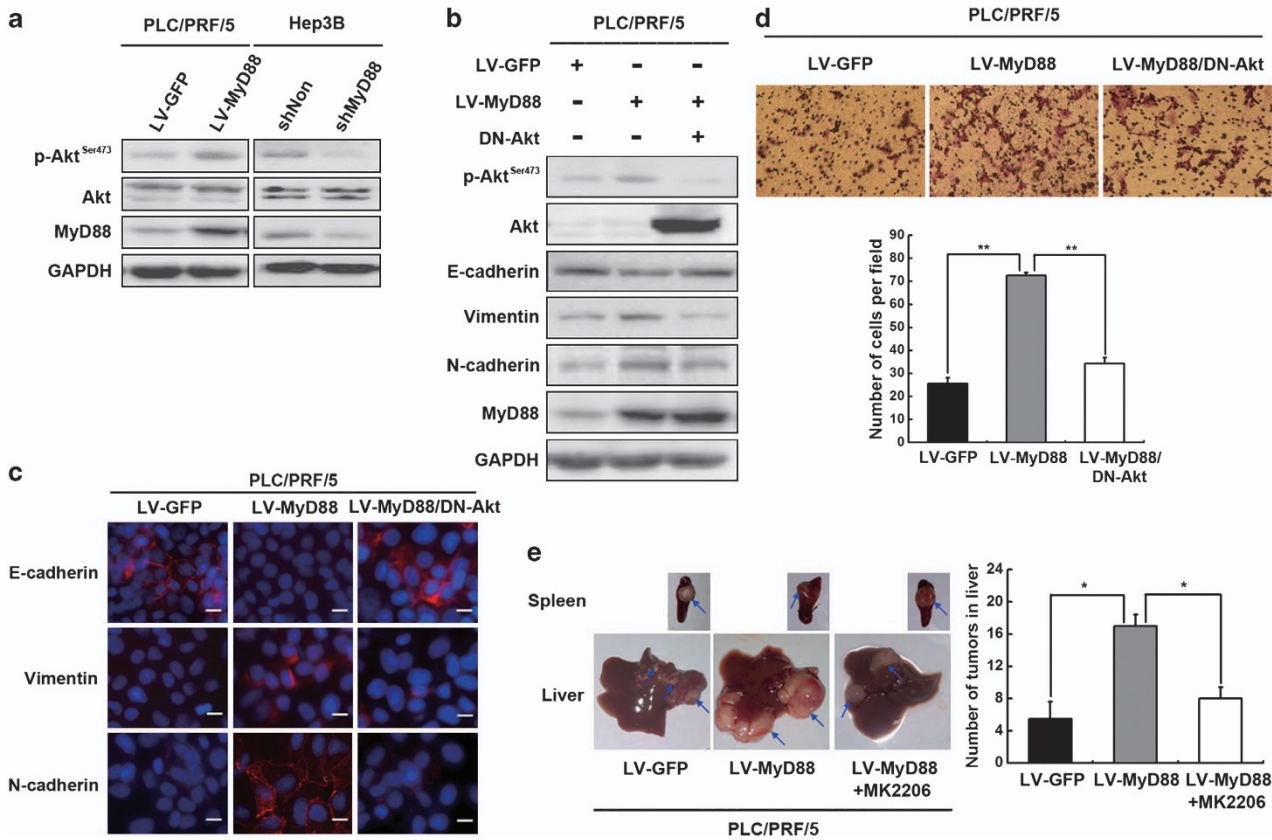 a
PLC/PRF/5 Hep3B
LV-GFP LV-MyD88 shNon shMyD88
p-Akt Ser473
Akt
MyD88
GAPDH
b
PLC/PRF/5
LV-GFP + - -
LV-MyD88 - + +
DN-Akt - - +
p-Akt Ser473
Akt
E-cadherin
Vimentin
N-cadherin
MyD88
GAPDH
c
PLC/PRF/5
LV-GFP LV-MyD88 LV-MyD88/DN-Akt
E-cadherin
Vimentin
N-cadherin
d
PLC/PRF/5
LV-GFP LV-MyD88 LV-MyD88/DN-Akt
Number of cells per field
90
80
70
60
50
40
30
20
10
0
** **
LV-GFP LV-MyD88 LV-MyD88/
DN-Akt
e
Spleen
Liver
LV-GFP LV-MyD88 LV-MyD88
+MK2206
PLC/PRF/5
Number of tumors in liver
24
20
16
12
8
4
0
* *
LV-GFP LV-MyD88 LV-MyD88
+MK2206